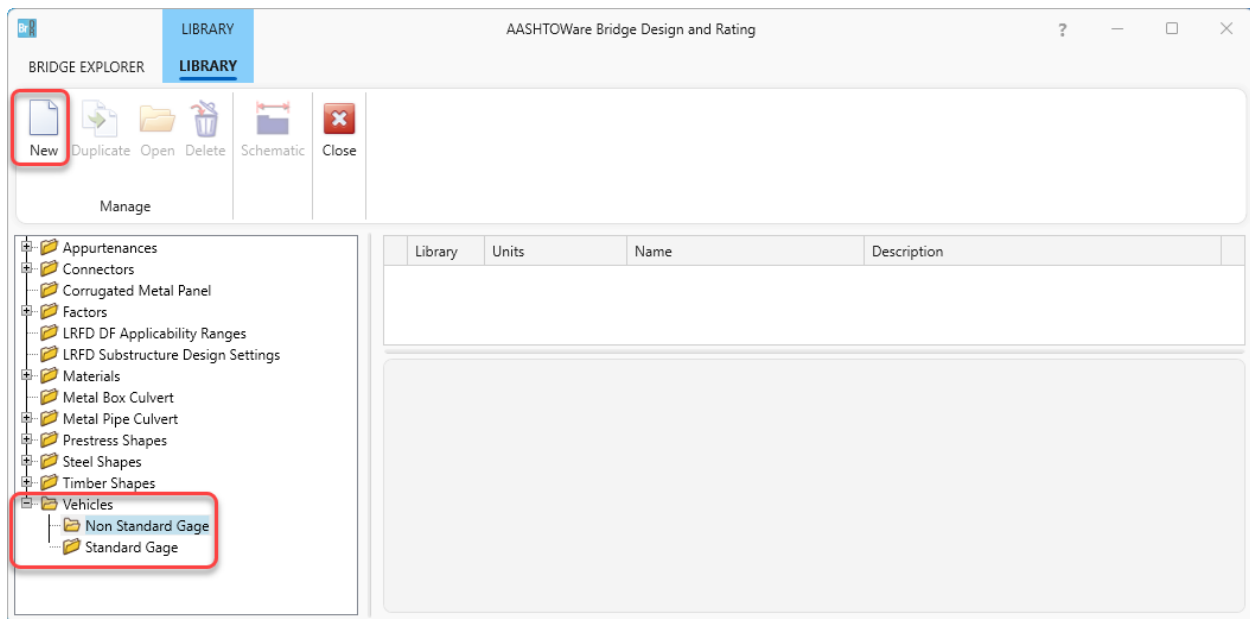 Br
LIBRARY
AASHTOWare Bridge Design and Rating
?
BRIDGE EXPLORER
LIBRARY
New
Duplicate
Open
Delete
Schematic
Close
Manage
Appurtenances
Connectors
Corrugated Metal Panel
Factors
LRFD DF Applicability Ranges
LRFD Substructure Design Settings
Materials
Metal Box Culvert
Metal Pipe Culvert
Prestress Shapes
Steel Shapes
Timber Shapes
Vehicles
Non Standard Gage
Standard Gage
Library Units Name Description